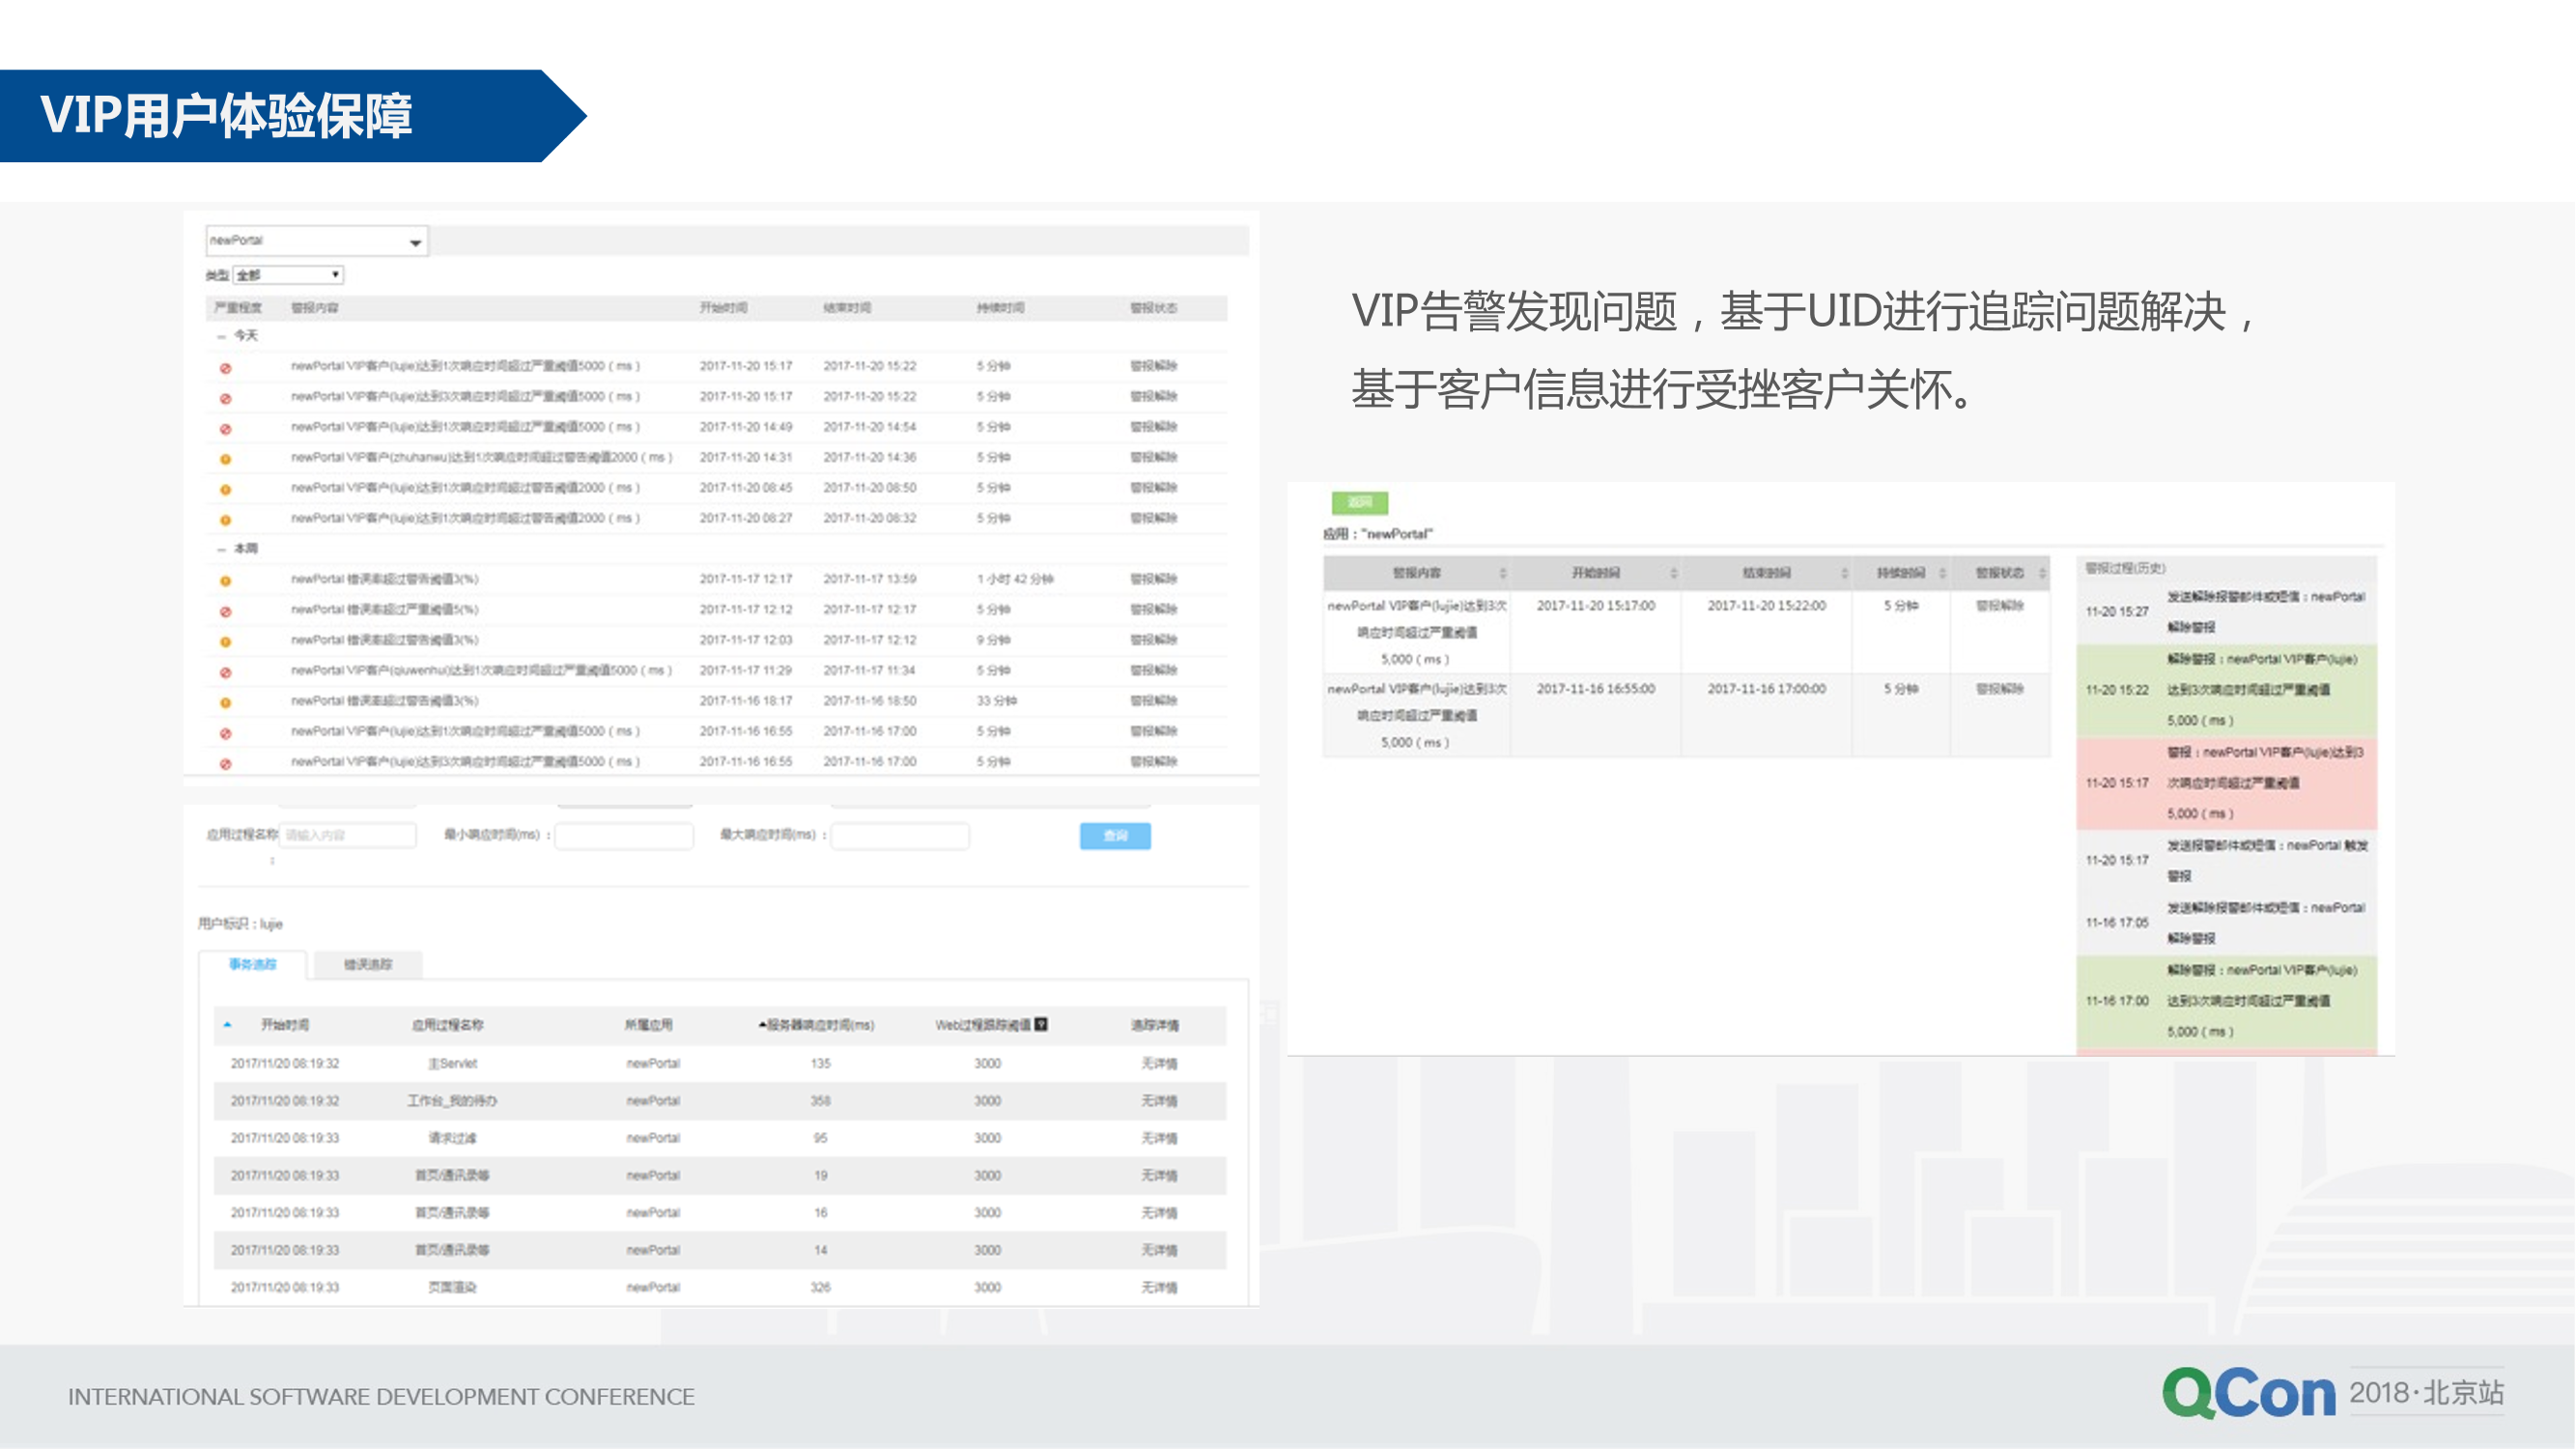 VIP用户体验保障
newPortal
类型 全部
严重程度 警报内容 开始时间 结束时间 持续时间 警报状态
− 今天
newPortal VIP客户(lujie)达到1次响应时间超过严重阈值5000 ( ms ) 2017-11-20 15:17 2017-11-20 15:22 5 分钟 警报解除
newPortal VIP客户(lujie)达到3次响应时间超过严重阈值5000 ( ms ) 2017-11-20 15:17 2017-11-20 15:22 5 分钟 警报解除
newPortal VIP客户(lujie)达到1次响应时间超过严重阈值5000 ( ms ) 2017-11-20 14:49 2017-11-20 14:54 5 分钟 警报解除
newPortal VIP客户(zhuhanwu)达到1次响应时间超过警告阈值2000 ( ms ) 2017-11-20 14:31 2017-11-20 14:36 5 分钟 警报解除
newPortal VIP客户(lujie)达到1次响应时间超过警告阈值2000 ( ms ) 2017-11-20 08:45 2017-11-20 08:50 5 分钟 警报解除
newPortal VIP客户(lujie)达到1次响应时间超过警告阈值2000 ( ms ) 2017-11-20 08:27 2017-11-20 08:32 5 分钟 警报解除
− 本周
newPortal 错误率超过警告阈值3(%) 2017-11-17 12:17 2017-11-17 13:59 1 小时 42 分钟 警报解除
newPortal 错误率超过严重阈值5(%) 2017-11-17 12:12 2017-11-17 12:17 5 分钟 警报解除
newPortal 错误率超过警告阈值3(%) 2017-11-17 12:03 2017-11-17 12:12 9 分钟 警报解除
newPortal VIP客户(qiuwenhui)达到1次响应时间超过严重阈值5000 ( ms ) 2017-11-17 11:29 2017-11-17 11:34 5 分钟 警报解除
newPortal 错误率超过警告阈值3(%) 2017-11-16 18:17 2017-11-16 18:50 33 分钟 警报解除
newPortal VIP客户(lujie)达到1次响应时间超过严重阈值5000 ( ms ) 2017-11-16 16:55 2017-11-16 17:00 5 分钟 警报解除
newPortal VIP客户(lujie)达到3次响应时间超过严重阈值5000 ( ms ) 2017-11-16 16:55 2017-11-16 17:00 5 分钟 警报解除
应用过程名称 请输入内容 最小响应时间(ms) : 最大响应时间(ms) : 查询
:
用户标识 : lujie
事务追踪 错误追踪
开始时间 应用过程名称 所属应用 服务器响应时间(ms) Web过程跟踪阈值 ? 追踪详情
2017/11/20 08:19:32 主Servlet newPortal 135 3000 无详情
2017/11/20 08:19:32 工作台_我的待办 newPortal 358 3000 无详情
2017/11/20 08:19:33 请求过滤 newPortal 95 3000 无详情
2017/11/20 08:19:33 首页/通讯录等 newPortal 19 3000 无详情
2017/11/20 08:19:33 首页/通讯录等 newPortal 16 3000 无详情
2017/11/20 08:19:33 首页/通讯录等 newPortal 14 3000 无详情
2017/11/20 08:19:33 页面渲染 newPortal 326 3000 无详情
VIP告警发现问题，基于UID进行追踪问题解决，
基于客户信息进行受挫客户关怀。
返回
应用 : "newPortal"
警报内容 开始时间 结束时间 持续时间 警报状态
newPortal VIP客户(lujie)达到3次 2017-11-20 15:17:00 2017-11-20 15:22:00 5 分钟 警报解除
响应时间超过严重阈值
5,000 ( ms )
newPortal VIP客户(lujie)达到3次 2017-11-16 16:55:00 2017-11-16 17:00:00 5 分钟 警报解除
响应时间超过严重阈值
5,000 ( ms )
警报过程(历史)
发送解除报警邮件或短信 : newPortal
11-20 15:27
解除警报
解除警报 : newPortal VIP客户(lujie)
11-20 15:22 达到3次响应时间超过严重阈值
5,000 ( ms )
警报 : newPortal VIP客户(lujie)达到3
11-20 15:17 次响应时间超过严重阈值
5,000 ( ms )
发送报警邮件或短信 : newPortal 触发
11-20 15:17
警报
发送解除报警邮件或短信 : newPortal
11-16 17:05
解除警报
解除警报 : newPortal VIP客户(lujie)
11-16 17:00 达到3次响应时间超过严重阈值
5,000 ( ms )
INTERNATIONAL SOFTWARE DEVELOPMENT CONFERENCE
QCon 2018·北京站